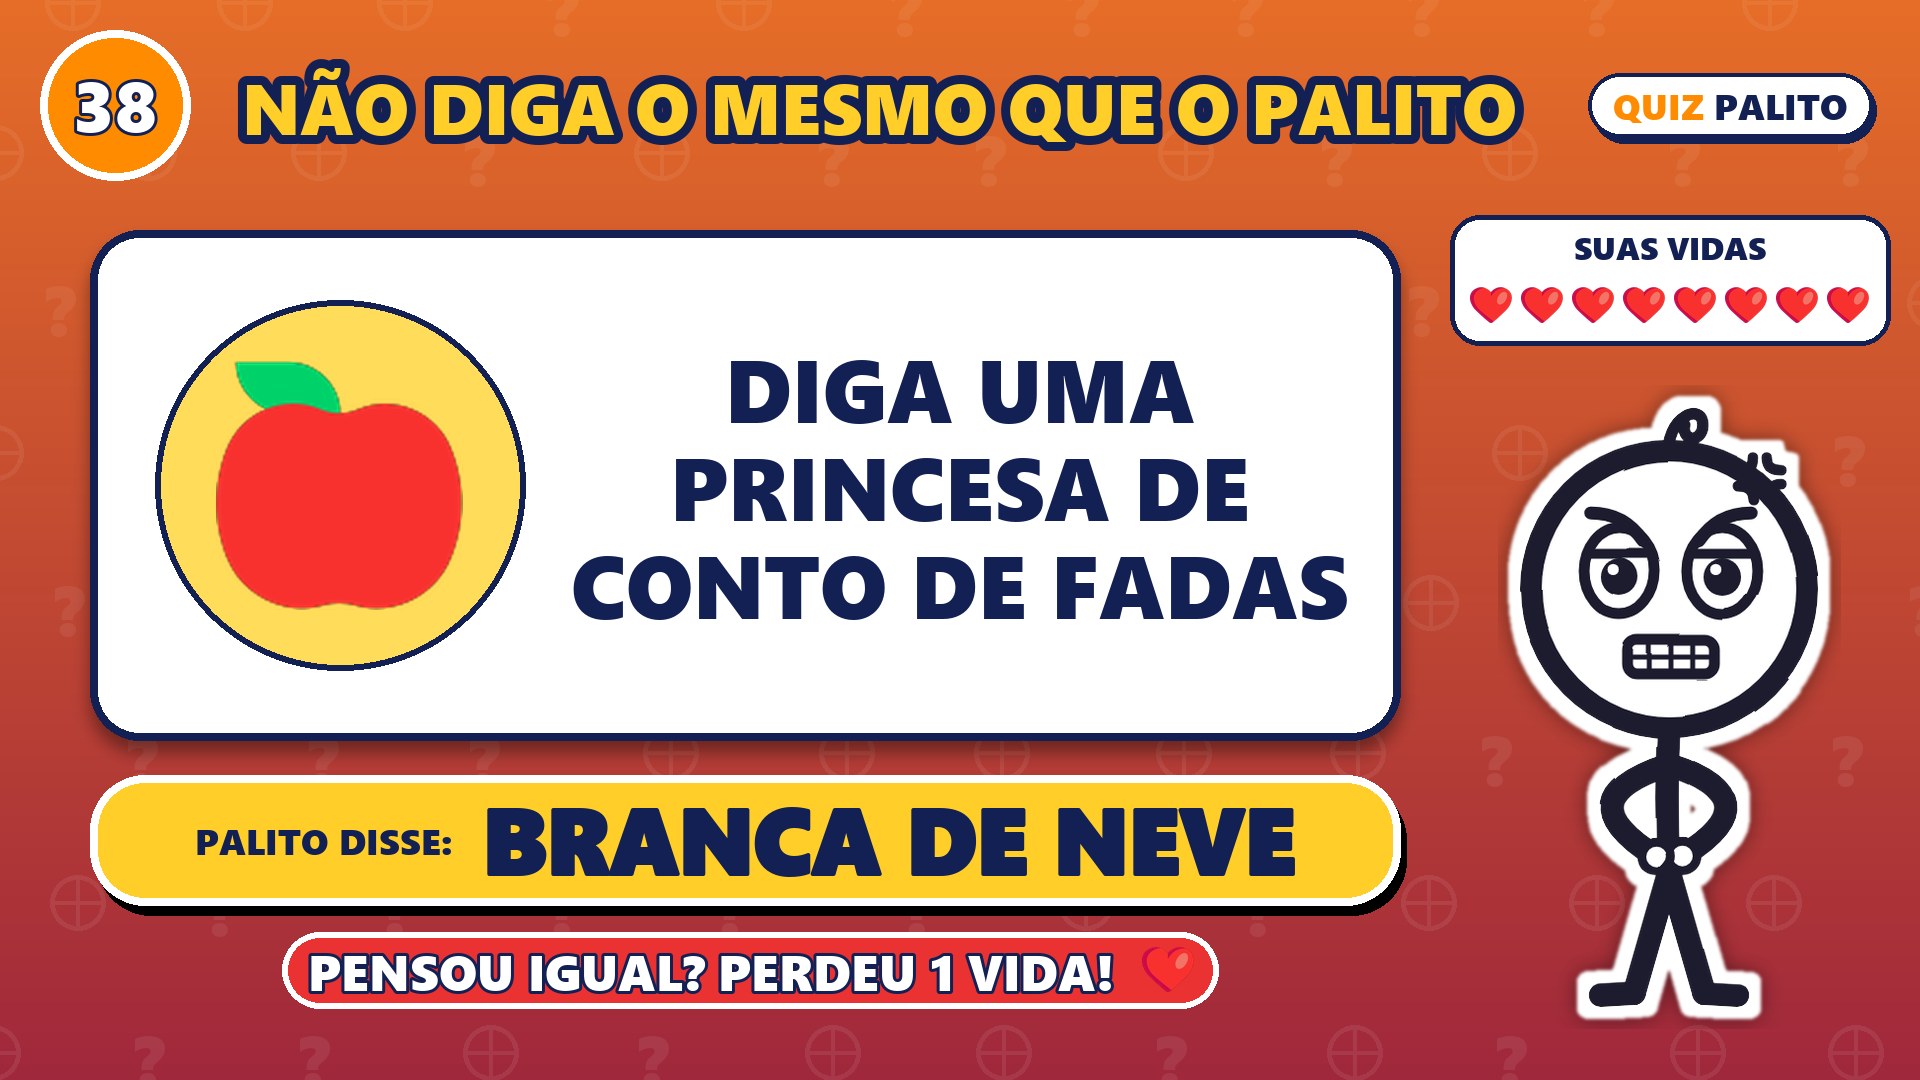 38
NÃO DIGA O MESMO QUE O PALITO
QUIZ PALITO
SUAS VIDAS
DIGA UMA
PRINCESA DE
CONTO DE FADAS
PALITO DISSE: BRANCA DE NEVE
PENSOU IGUAL? PERDEU 1 VIDA!